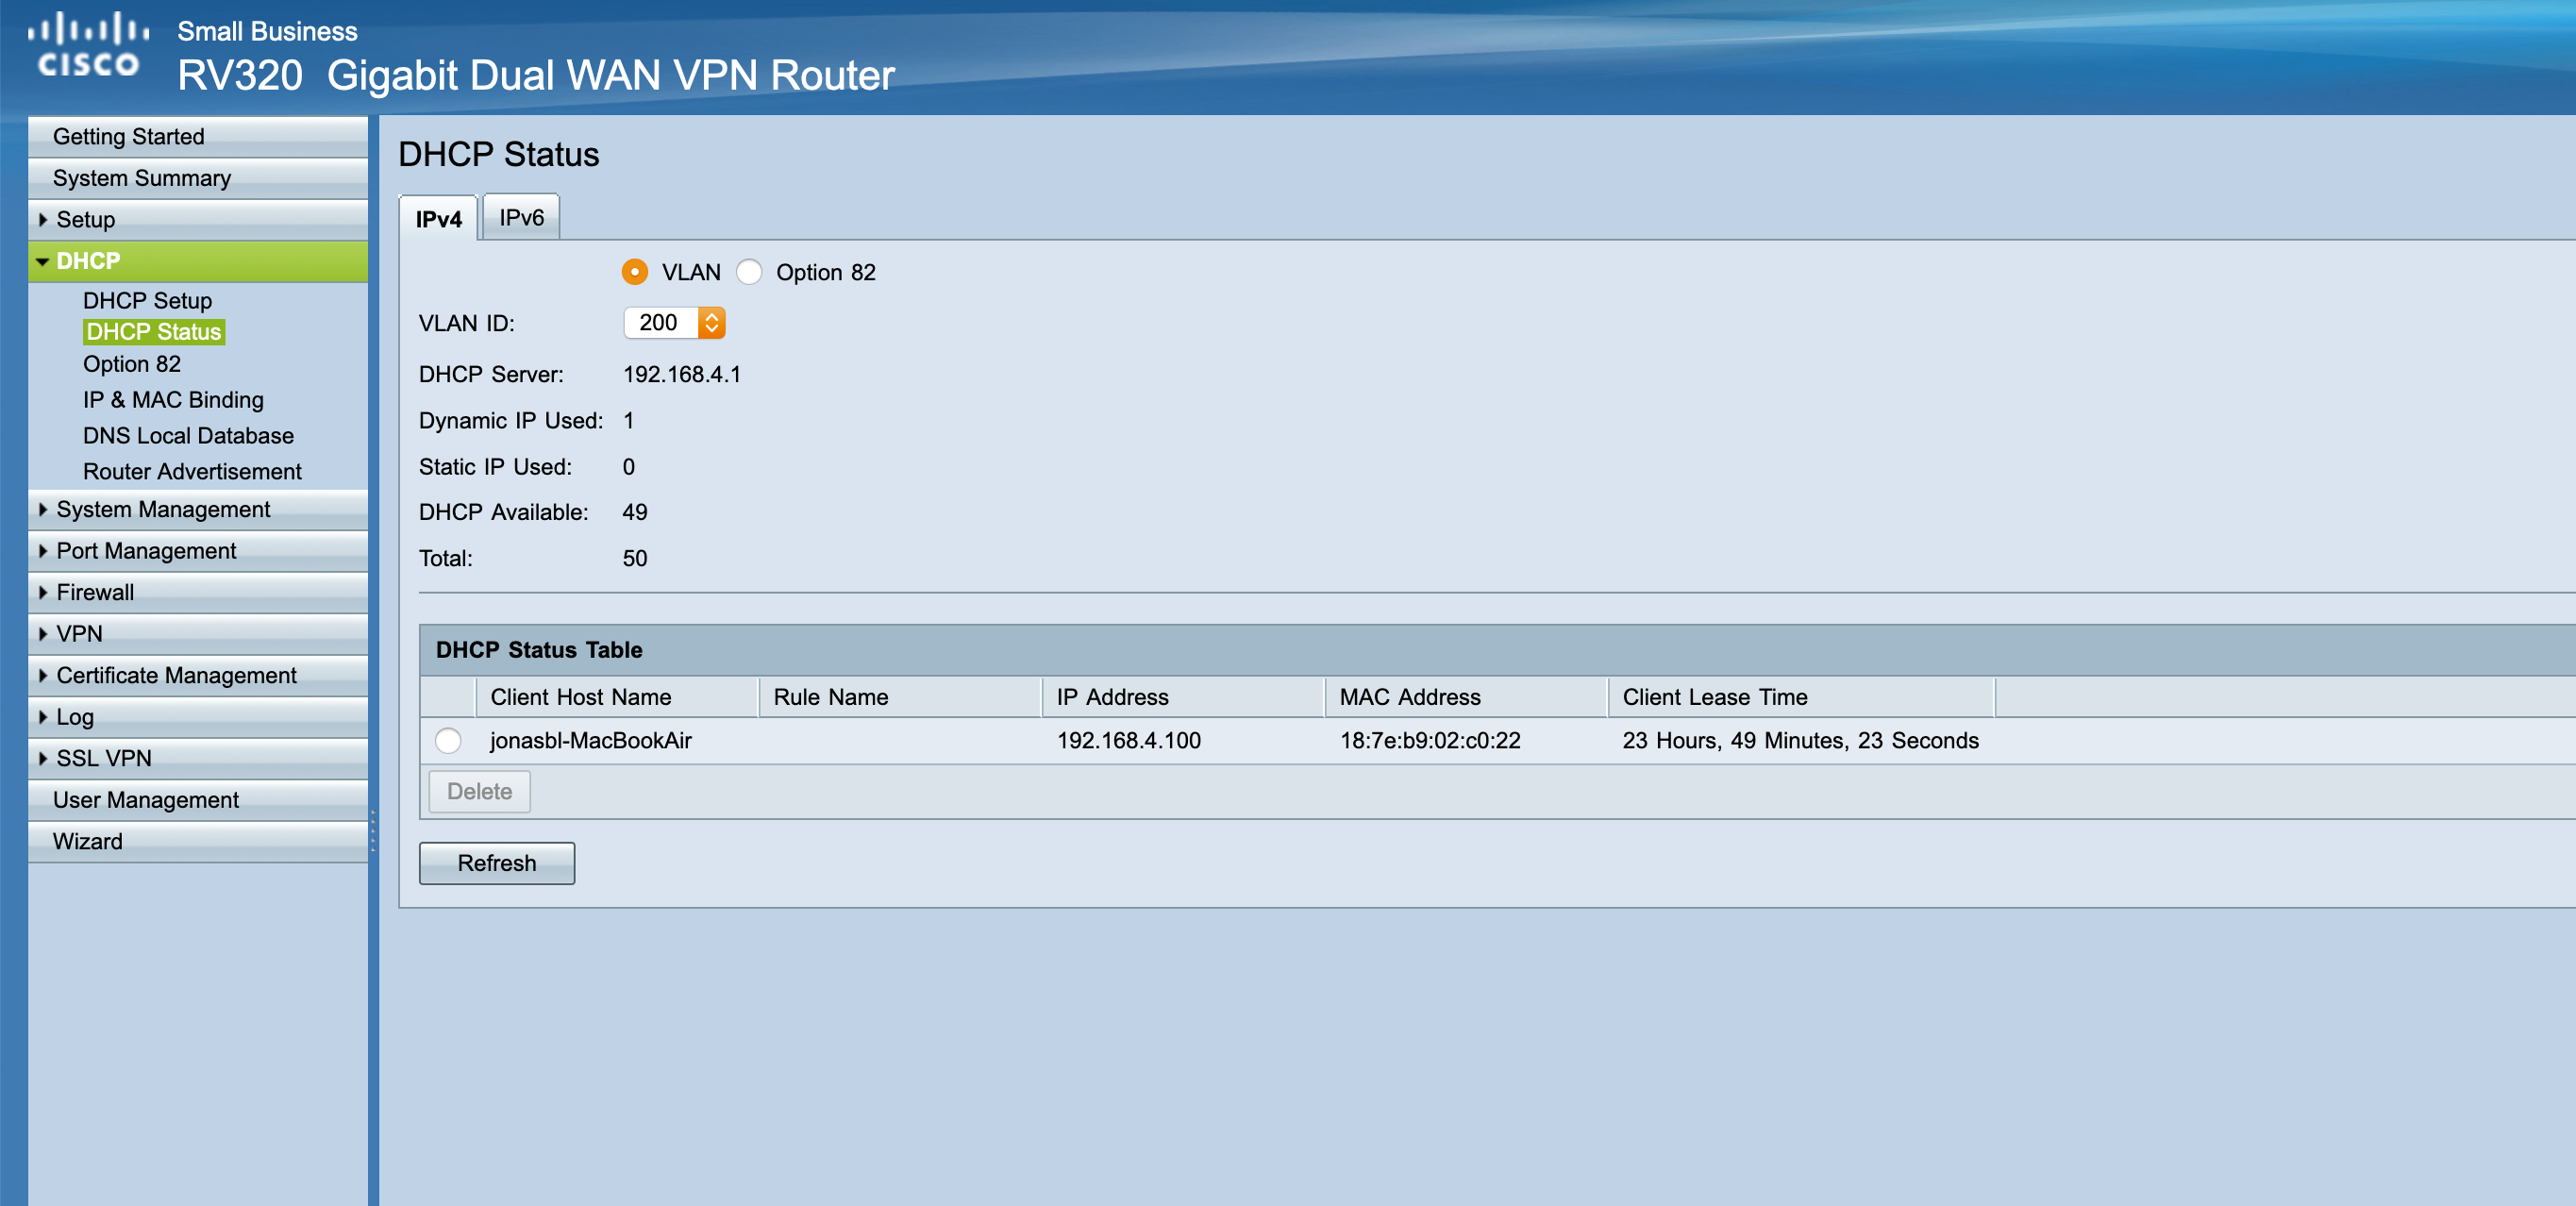 Small Business
CISCO
RV320 Gigabit Dual WAN VPN Router
Getting Started
System Summary
Setup
DHCP
DHCP Setup
DHCP Status
Option 82
IP & MAC Binding
DNS Local Database
Router Advertisement
System Management
Port Management
Firewall
VPN
Certificate Management
Log
SSL VPN
User Management
Wizard
DHCP Status
IPv4 IPv6
VLAN Option 82
VLAN ID: 200
DHCP Server: 192.168.4.1
Dynamic IP Used: 1
Static IP Used: 0
DHCP Available: 49
Total: 50
DHCP Status Table
Client Host Name Rule Name IP Address MAC Address Client Lease Time
jonasbl-MacBookAir 192.168.4.100 18:7e:b9:02:c0:22 23 Hours, 49 Minutes, 23 Seconds
Delete
Refresh